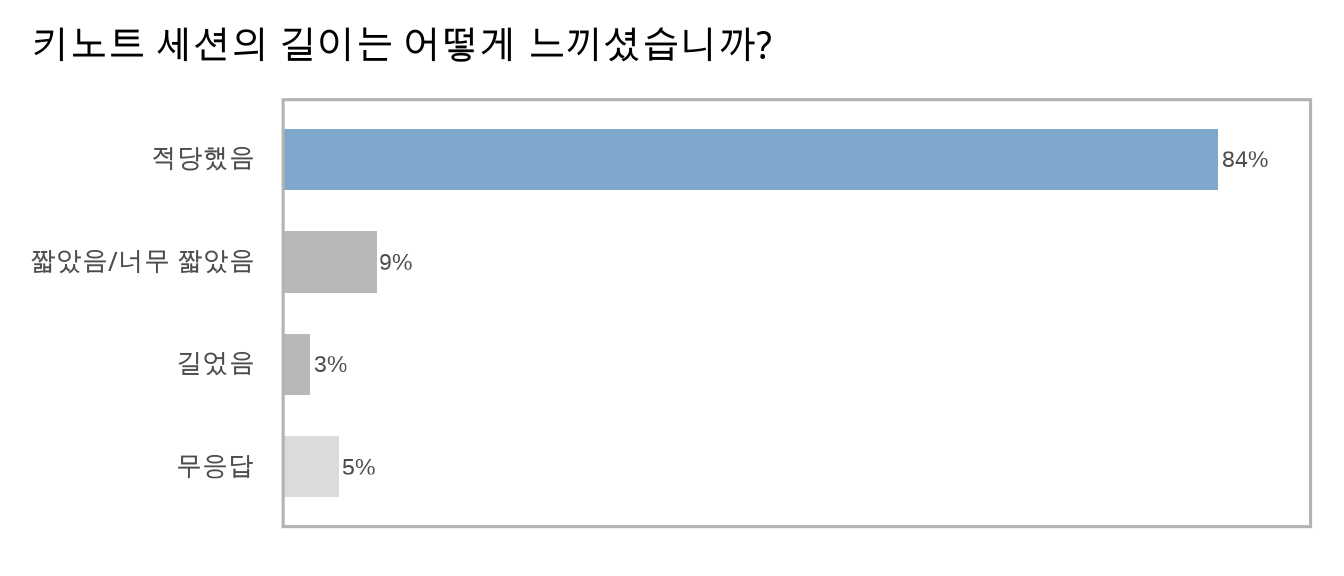 키노트 세션의 길이는 어떻게 느끼셨습니까?
적당했음 84%
짧았음/너무 짧았음 9%
길었음 3%
무응답 5%